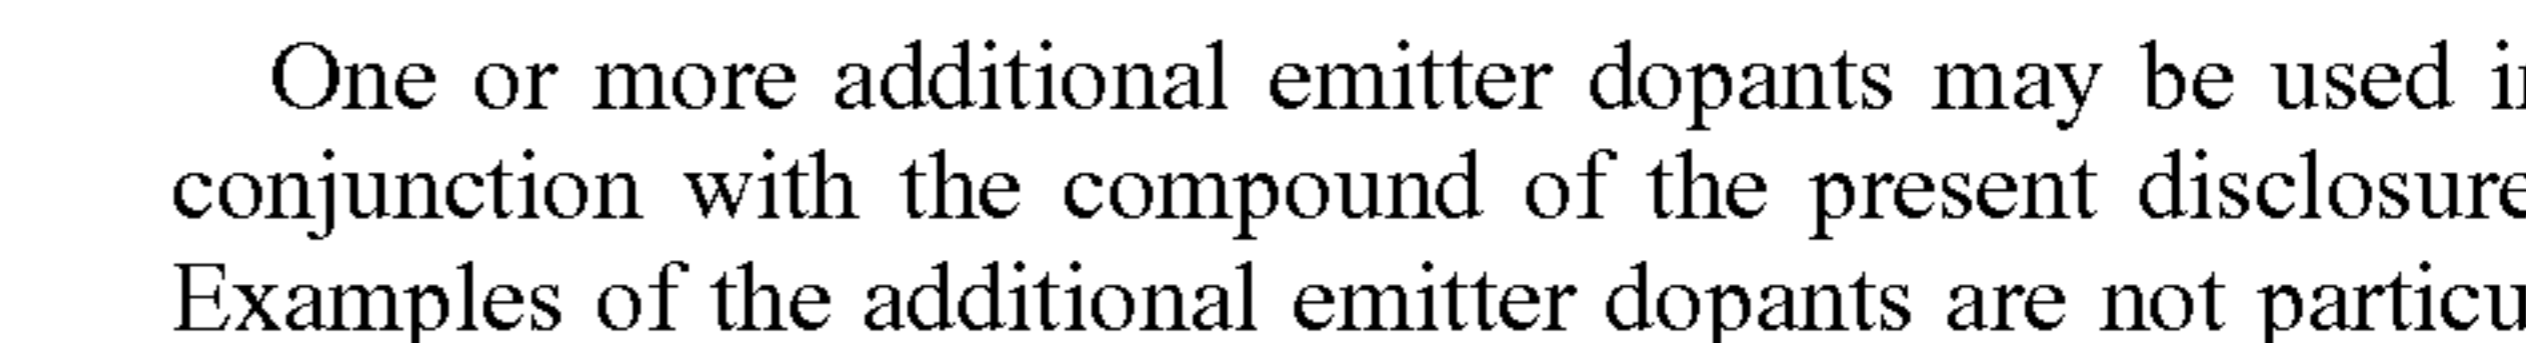 One or more additional emitter dopants may be used
conjunction with the compound of the present disclosure
Examples of the additional emitter dopants are not